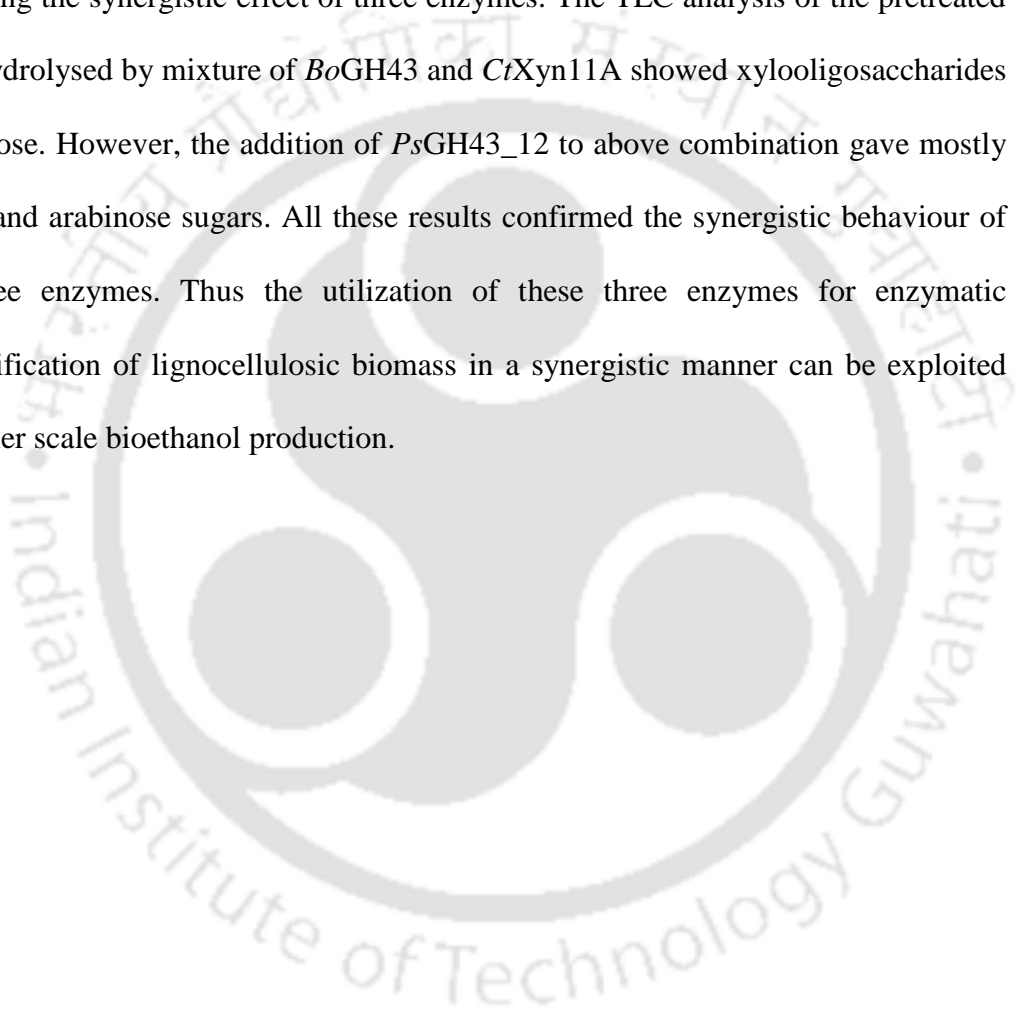 ng the synergistic effect of three enzymes. The TLC analysis of the pretreated
ydrolysed by mixture of BoGH43 and CtXyn11A showed xylooligosaccharides
ose. However, the addition of PsGH43_12 to above combination gave mostly
and arabinose sugars. All these results confirmed the synergistic behaviour of
ee enzymes. Thus the utilization of these three enzymes for enzymatic
ification of lignocellulosic biomass in a synergistic manner can be exploited
er scale bioethanol production.
Indian Institute of Technology Guwahati